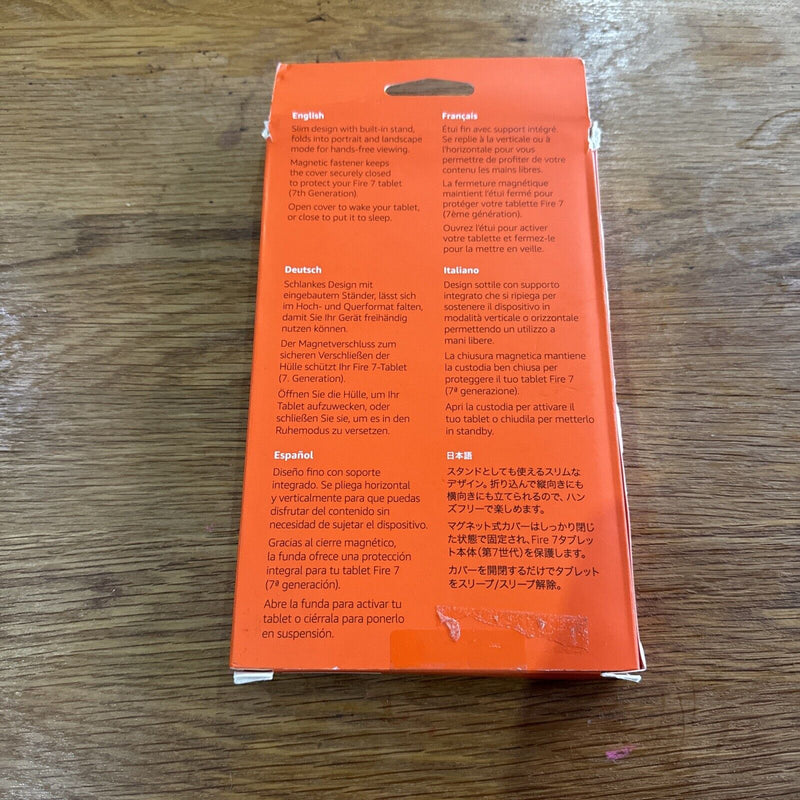 English
Slim design with built-in stand,
folds into portrait and landscape
mode for hands-free viewing.
Magnetic fastener keeps
the cover securely closed
to protect your Fire 7 tablet
(7th Generation).
Open cover to wake your tablet,
or close to put it to sleep.
Français
Étui fin avec support intégré.
Se replie à la verticale ou à
l'horizontale pour vous
permettre de profiter de votre
contenu les mains libres.
La fermeture magnétique
maintient l'étui fermé pour
protéger votre tablette Fire 7
(7ème génération).
Ouvrez l'étui pour activer
votre tablette et fermez-le
pour la mettre en veille.
Deutsch
Schlankes Design mit
eingebautem Ständer, lässt sich
im Hoch- und Querformat falten,
damit Sie Ihr Gerät freihändig
nutzen können.
Der Magnetverschluss zum
sicheren Verschließen der
Hülle schützt Ihr Fire 7-Tablet
(7. Generation).
Öffnen Sie die Hülle, um Ihr
Tablet aufzuwecken, oder
schließen Sie sie, um es in den
Ruhemodus zu versetzen.
Italiano
Design sottile con supporto
integrato che si ripiega per
sostenere il dispositivo in
modalità verticale o orizzontale
permettendo un utilizzo a
mani libere.
La chiusura magnetica mantiene
la custodia ben chiusa per
proteggere il tuo tablet Fire 7
(7ª generazione).
Apri la custodia per attivare il
tuo tablet o chiudila per metterlo
in standby.
Español
Diseño fino con soporte
integrado. Se pliega horizontal
y verticalmente para que puedas
disfrutar del contenido sin
necesidad de sujetar el dispositivo.
Gracias al cierre magnético,
la funda ofrece una protección
integral para tu tablet Fire 7
(7ª generación).
Abre la funda para activar tu
tablet o ciérrala para ponerlo
en suspensión.
日本語
スタンドとしても使えるスリムな
デザイン。折り込んで縦向きにも
横向きにも立てられるので、ハン
ズフリーで楽しめます。
マグネット式カバーはしっかり閉じ
た状態で固定され、Fire 7タブレッ
ト本体（第7世代）を保護します。
カバーを開閉するだけでタブレット
をスリープ/スリープ解除。